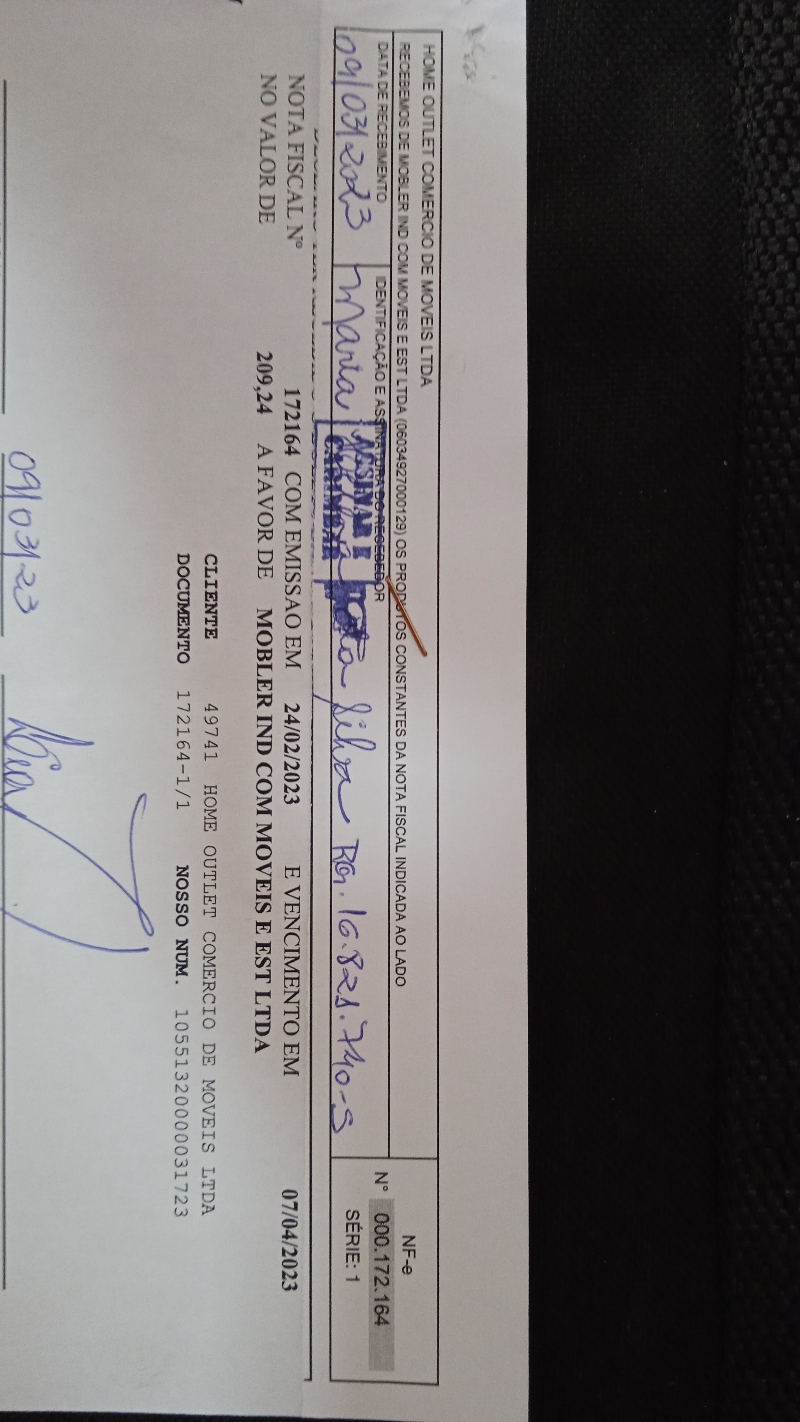 HOME OUTLET COMERCIO DE MOVEIS LTDA
RECEBEMOS DE MOBLER IND COM MOVEIS E EST LTDA (06034927000129) OS PRODUTOS CONSTANTES DA NOTA FISCAL INDICADA AO LADO
NF-e
Nº 000.172.164
SÉRIE: 1
DATA DE RECEBIMENTO
IDENTIFICAÇÃO E ASSINATURA DO RECEBEDOR
09/03/2023 Maria Silva RG. 16.821.740-5
NOTA FISCAL Nº 172164 COM EMISSAO EM 24/02/2023 E VENCIMENTO EM 07/04/2023
NO VALOR DE 209,24 A FAVOR DE MOBLER IND COM MOVEIS E EST LTDA
CLIENTE 49741 HOME OUTLET COMERCIO DE MOVEIS LTDA
DOCUMENTO 172164-1/1 NOSSO NUM. 10551320000031723
09/03/23